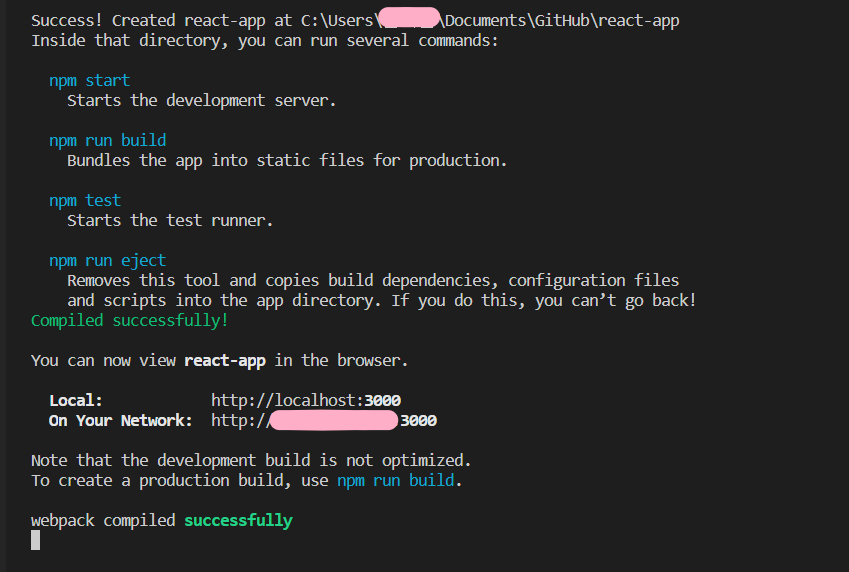 Success! Created react-app at C:\Users\ \Documents\GitHub\react-app
Inside that directory, you can run several commands:
npm start
Starts the development server.
npm run build
Bundles the app into static files for production.
npm test
Starts the test runner.
npm run eject
Removes this tool and copies build dependencies, configuration files
and scripts into the app directory. If you do this, you can’t go back!
Compiled successfully!
You can now view react-app in the browser.
Local: http://localhost:3000
On Your Network: http:// 3000
Note that the development build is not optimized.
To create a production build, use npm run build.
webpack compiled successfully